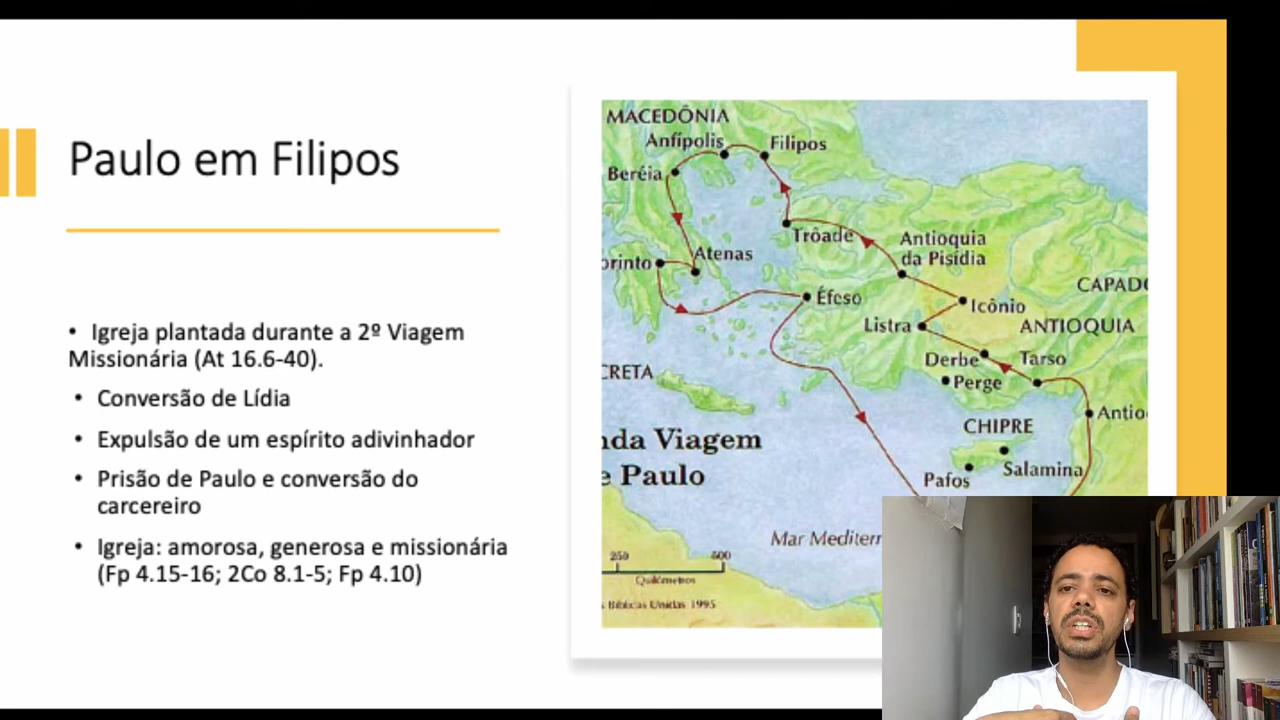 Paulo em Filipos
• Igreja plantada durante a 2º Viagem
Missionária (At 16.6-40).
• Conversão de Lídia
• Expulsão de um espírito adivinhador
• Prisão de Paulo e conversão do
carcereiro
• Igreja: amorosa, generosa e missionária
(Fp 4.15-16; 2Co 8.1-5; Fp 4.10)
MACEDÔNIA
Anfípolis
Filipos
Beréia
Trôade
Antioquia
da Pisídia
Atenas
orinto
Éfeso
Icônio
CAPADO
Listra
ANTIOQUIA
Derbe
Tarso
CRETA
Perge
Antio
CHIPRE
nda Viagem
e Paulo
Salamina
Pafos
Mar Mediterr
250
500
Quilômetros
s Bíblicas Unidas 1995